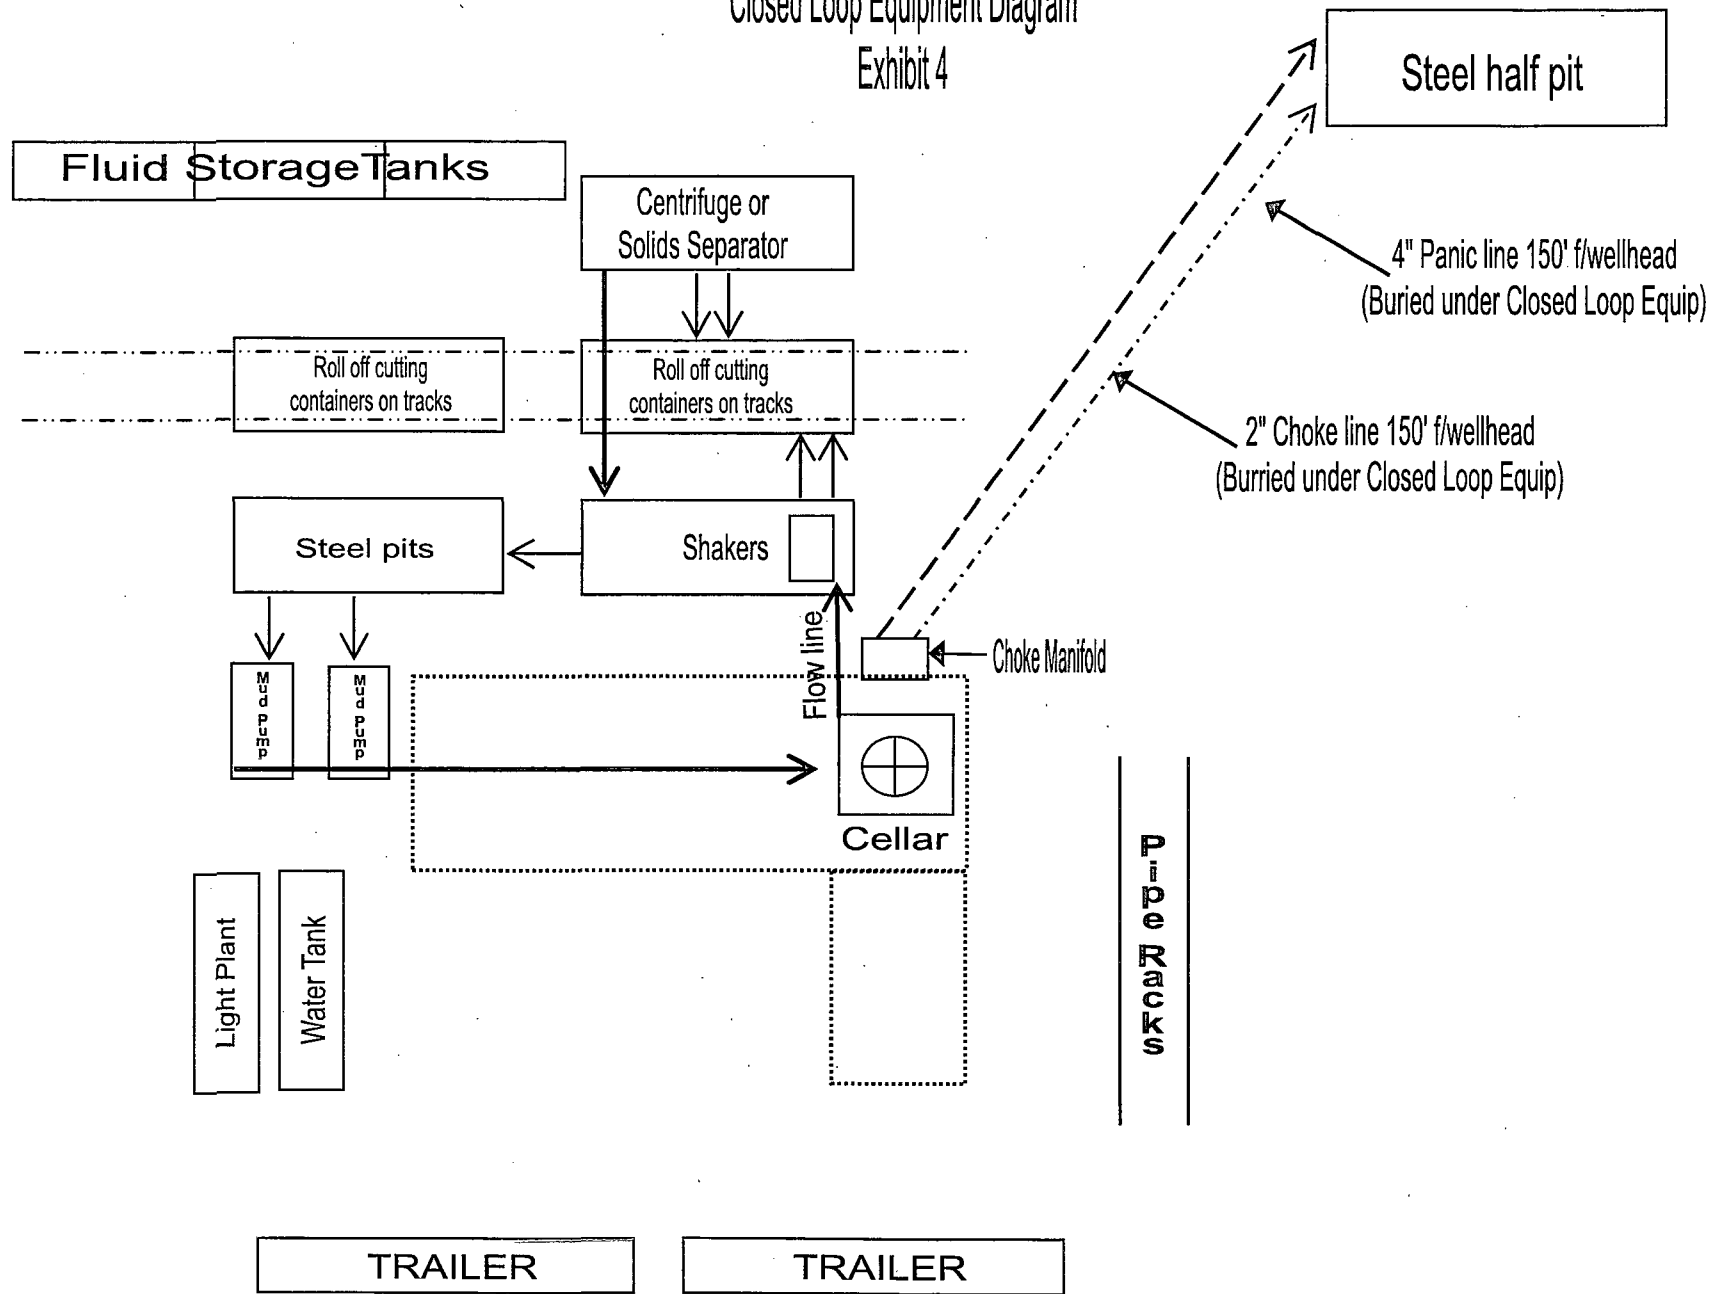 Closed Loop Equipment Diagram
Exhibit 4
Steel half pit
Fluid StorageTanks
Centrifuge or
Solids Separator
4" Panic line 150' f/wellhead
(Buried under Closed Loop Equip)
Roll off cutting
containers on tracks
Roll off cutting
containers on tracks
2" Choke line 150' f/wellhead
(Burried under Closed Loop Equip)
Steel pits
Shakers
Flow line
Choke Manifold
Mud Pump
Mud Pump
Cellar
Pipe Racks
Light Plant
Water Tank
TRAILER
TRAILER